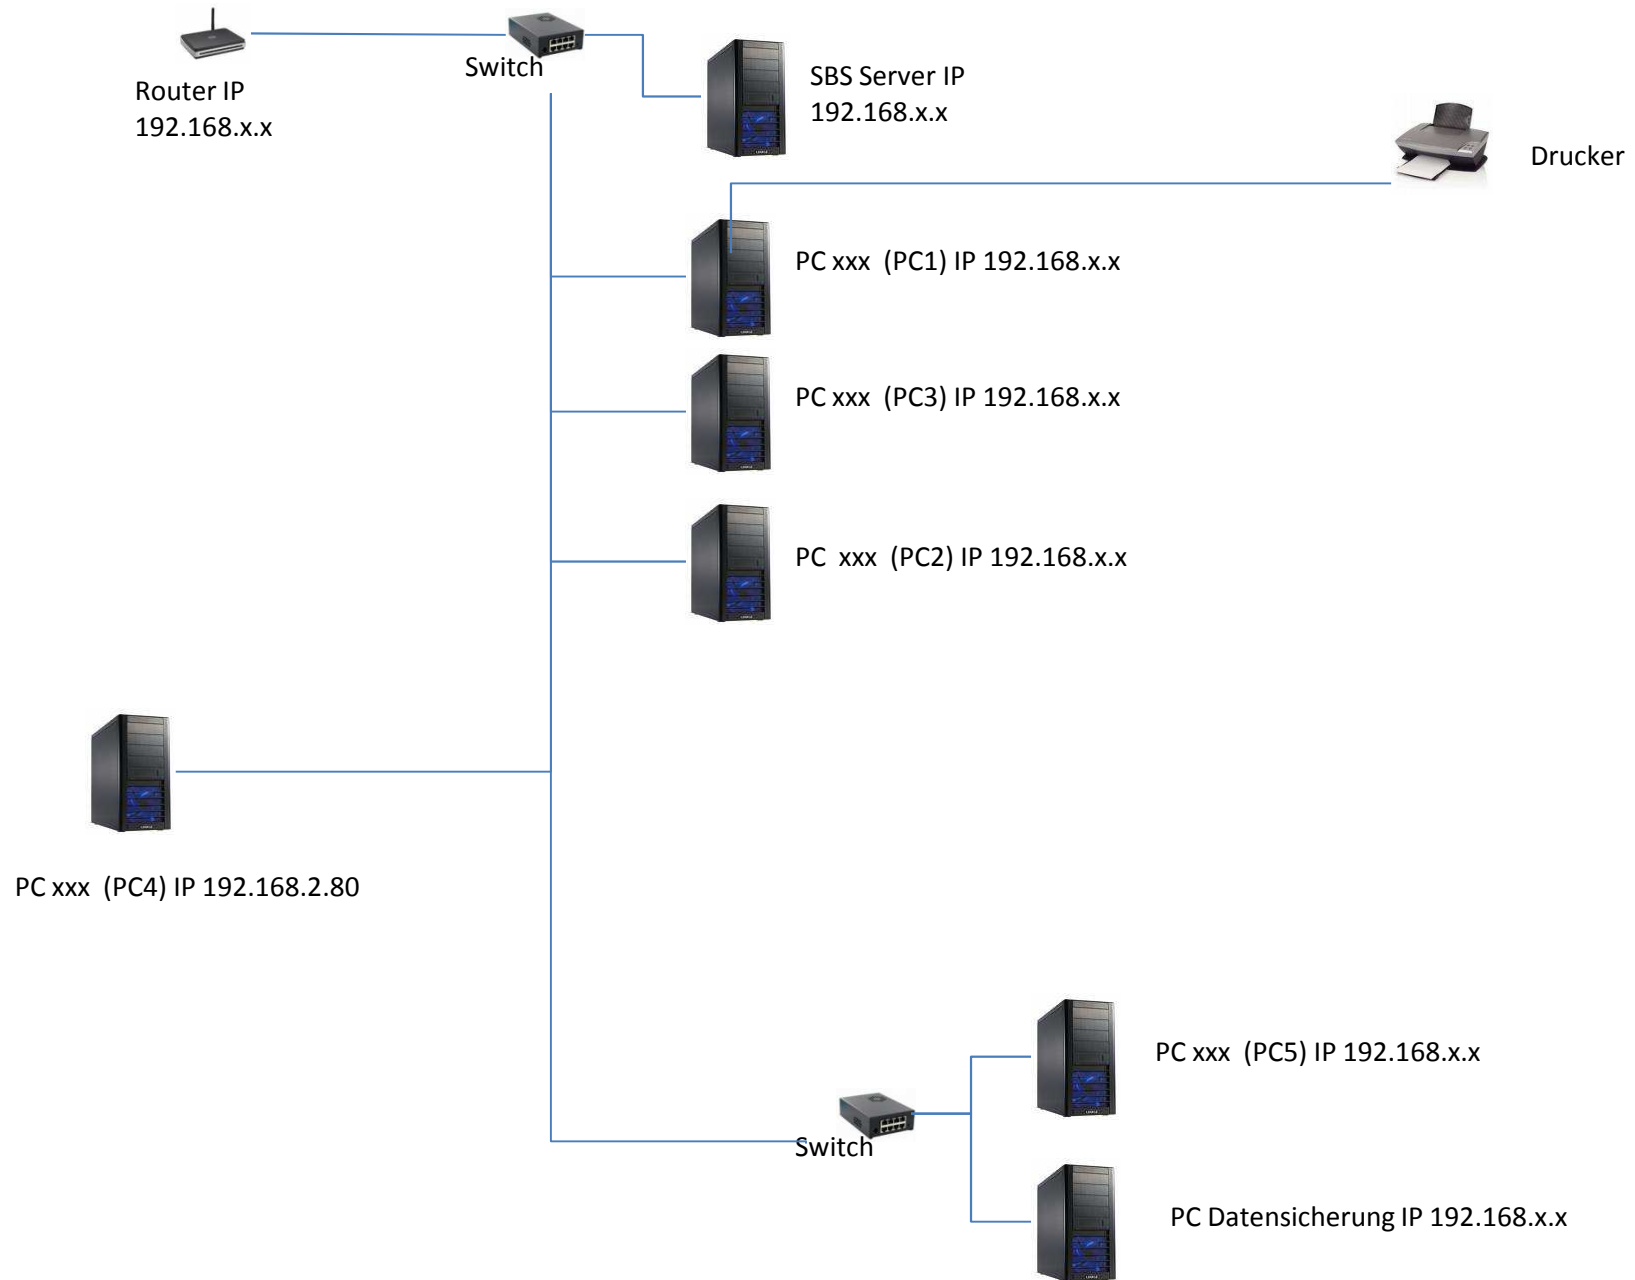 Switch
Router IP
192.168.x.x
SBS Server IP
192.168.x.x
Drucker
PC xxx  (PC1) IP 192.168.x.x
PC xxx  (PC3) IP 192.168.x.x
PC  xxx  (PC2) IP 192.168.x.x
PC xxx  (PC4) IP 192.168.2.80
PC xxx  (PC5) IP 192.168.x.x
Switch
PC Datensicherung IP 192.168.x.x